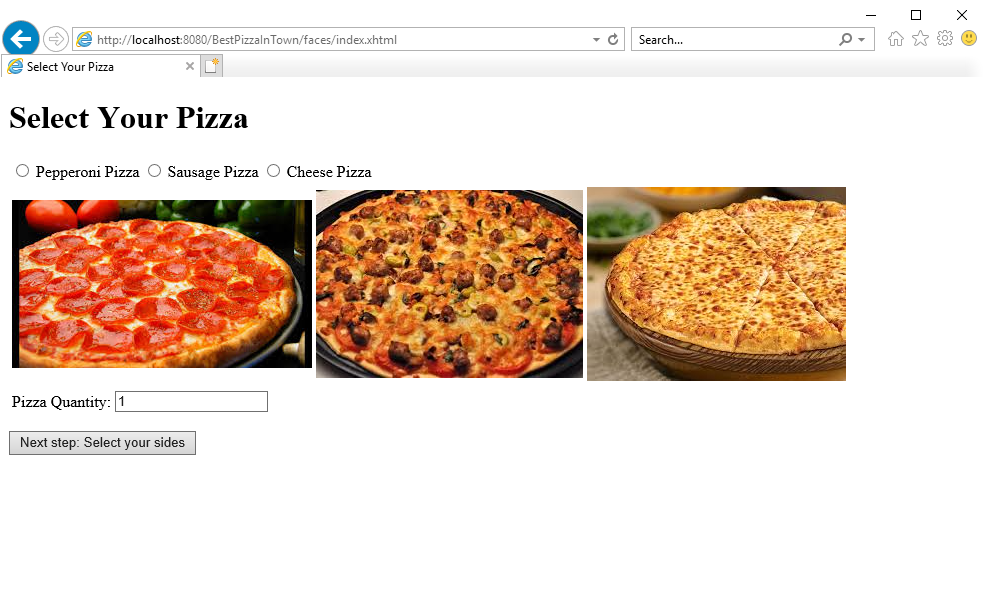 http://localhost:8080/BestPizzaInTown/faces/index.xhtml
Search...
Select Your Pizza
Select Your Pizza
Pepperoni Pizza Sausage Pizza Cheese Pizza
Pizza Quantity: 1
Next step: Select your sides